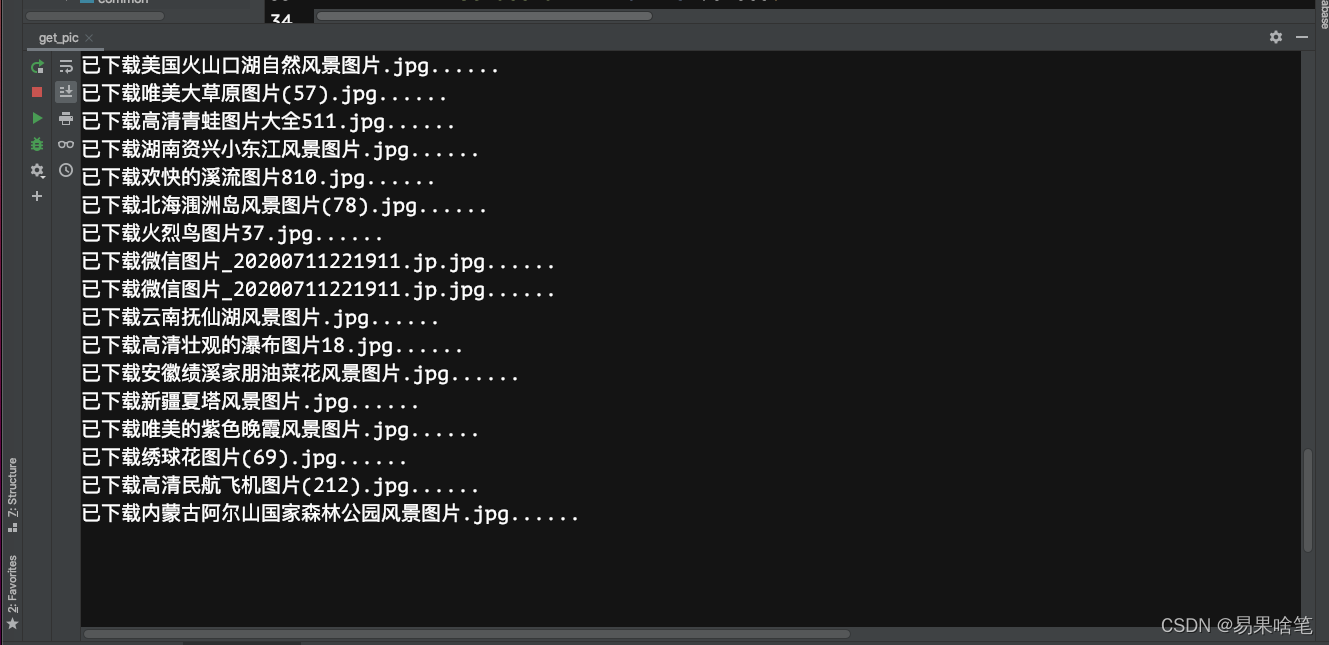 common
34
get_pic
已下载美国火山口湖自然风景图片.jpg......
已下载唯美大草原图片(57).jpg......
已下载高清青蛙图片大全511.jpg......
已下载湖南资兴小东江风景图片.jpg......
已下载欢快的溪流图片810.jpg......
已下载北海涠洲岛风景图片(78).jpg......
已下载火烈鸟图片37.jpg......
已下载微信图片_20200711221911.jp.jpg......
已下载微信图片_20200711221911.jp.jpg......
已下载云南抚仙湖风景图片.jpg......
已下载高清壮观的瀑布图片18.jpg......
已下载安徽绩溪家朋油菜花风景图片.jpg......
已下载新疆夏塔风景图片.jpg......
已下载唯美的紫色晚霞风景图片.jpg......
已下载绣球花图片(69).jpg......
已下载高清民航飞机图片(212).jpg......
已下载内蒙古阿尔山国家森林公园风景图片.jpg......
Z: Structure
2: Favorites
CSDN @易果啥笔